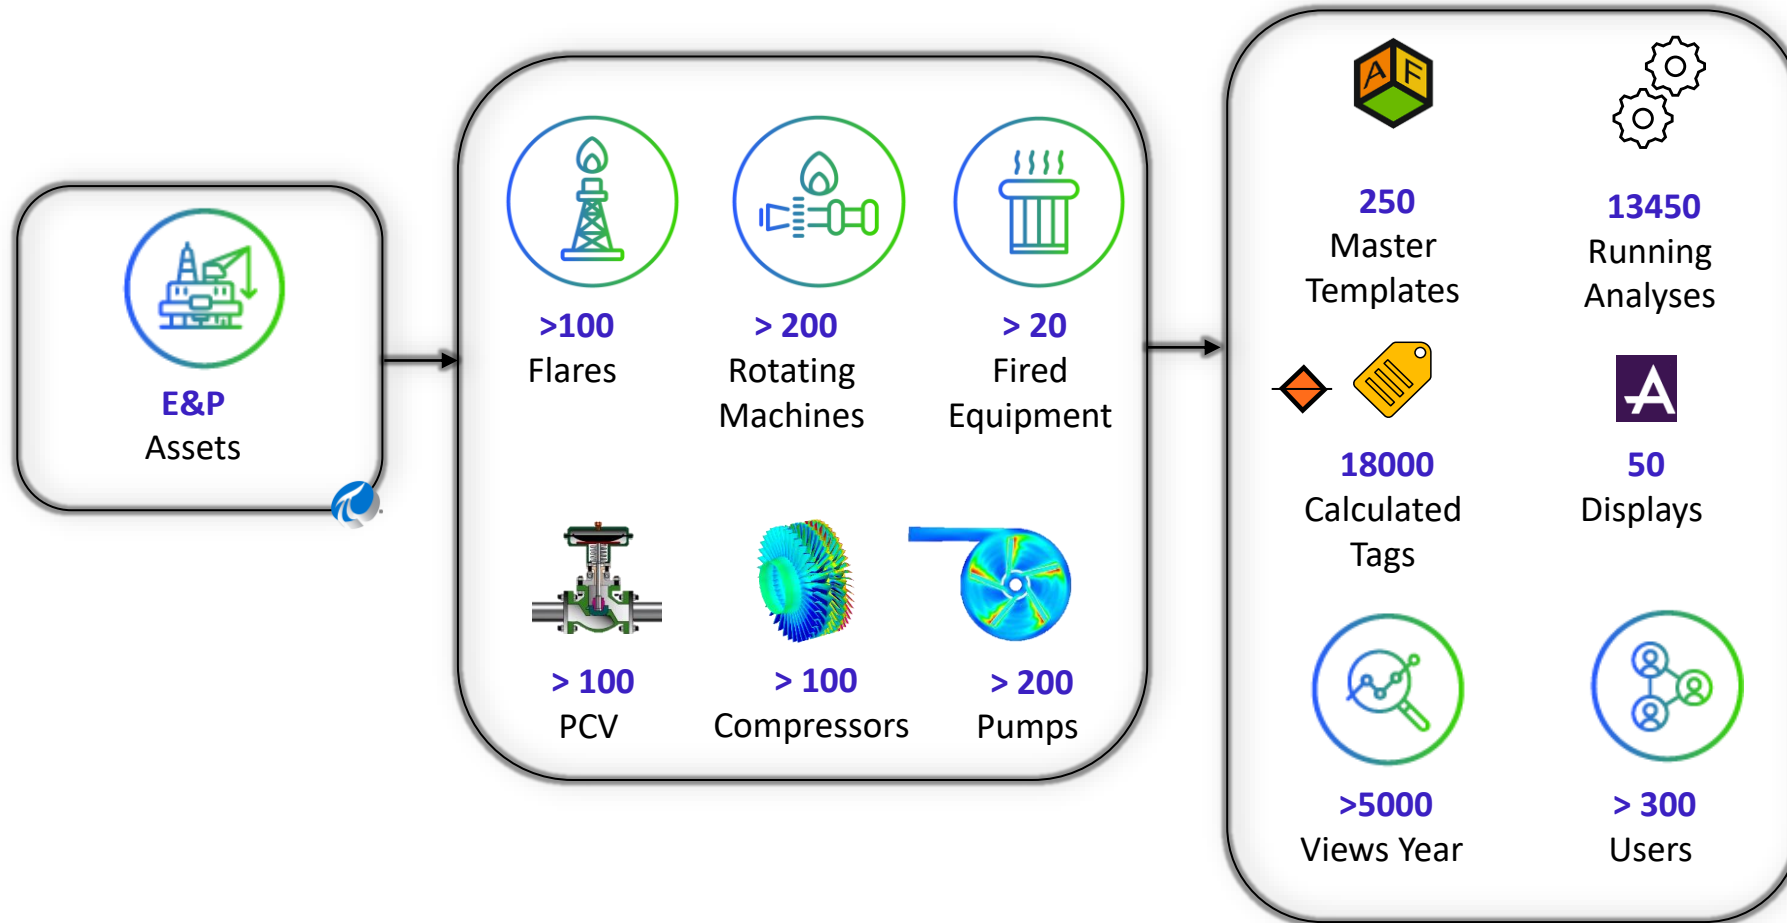 E&P
Assets
>100
Flares
> 200
Rotating
Machines
> 20
Fired
Equipment
> 100
PCV
> 100
Compressors
> 200
Pumps
A F
250
Master
Templates
13450
Running
Analyses
18000
Calculated
Tags
A
50
Displays
>5000
Views Year
> 300
Users